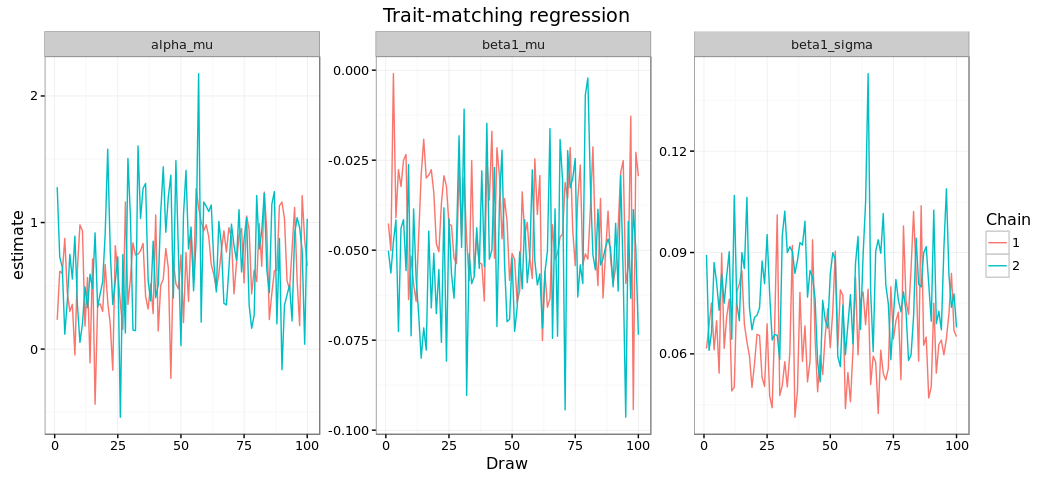 Trait-matching regression
alpha_mu
beta1_mu
beta1_sigma
estimate
2
1
0
0.000
-0.025
-0.050
-0.075
-0.100
0.12
0.09
0.06
0 25 50 75 100
0 25 50 75 100
0 25 50 75 100
Draw
Chain
1
2